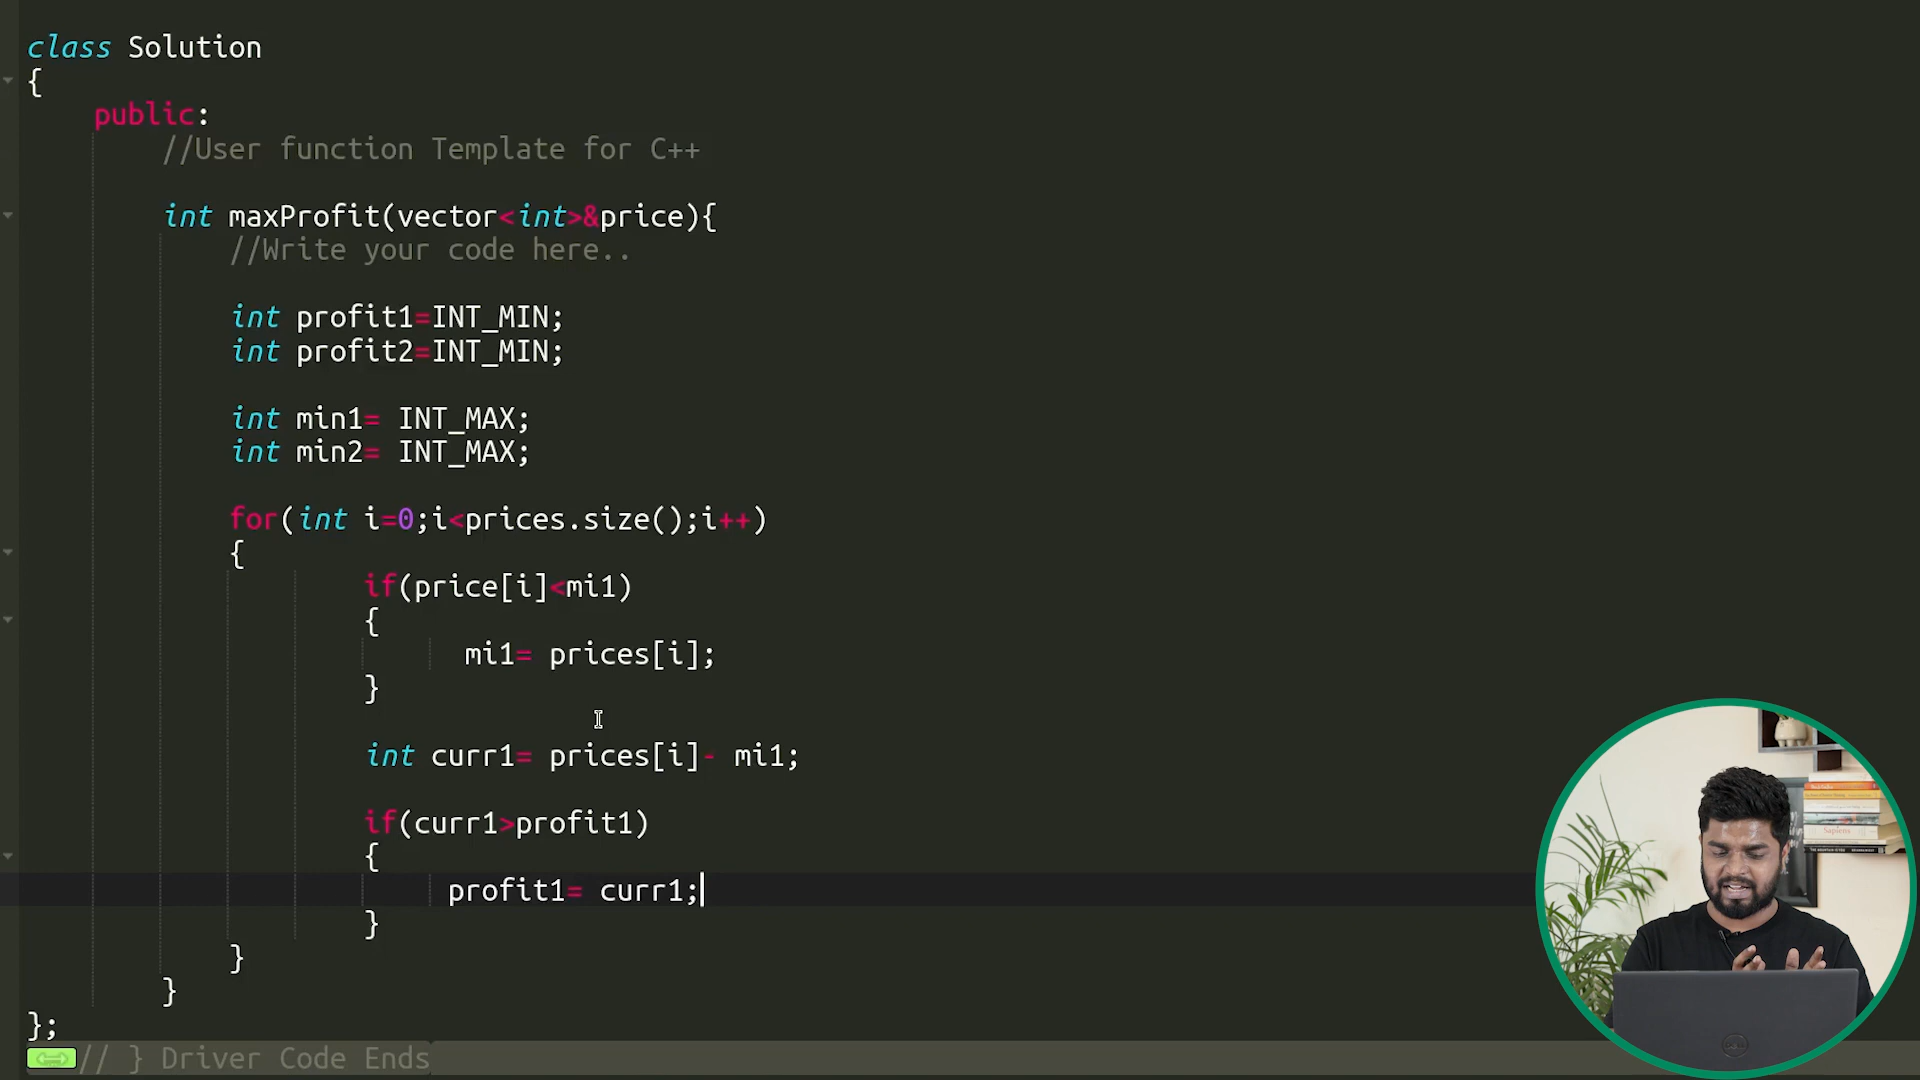 class Solution
{
public:
//User function Template for C++
int maxProfit(vector<int>&price){
//Write your code here..
int profit1=INT_MIN;
int profit2=INT_MIN;
int min1= INT_MAX;
int min2= INT_MAX;
for(int i=0;i<prices.size();i++)
{
if(price[i]<mi1)
{
mi1= prices[i];
}
int curr1= prices[i]- mi1;
if(curr1>profit1)
{
profit1= curr1;
}
}
}
};
// } Driver Code Ends
Sapiens